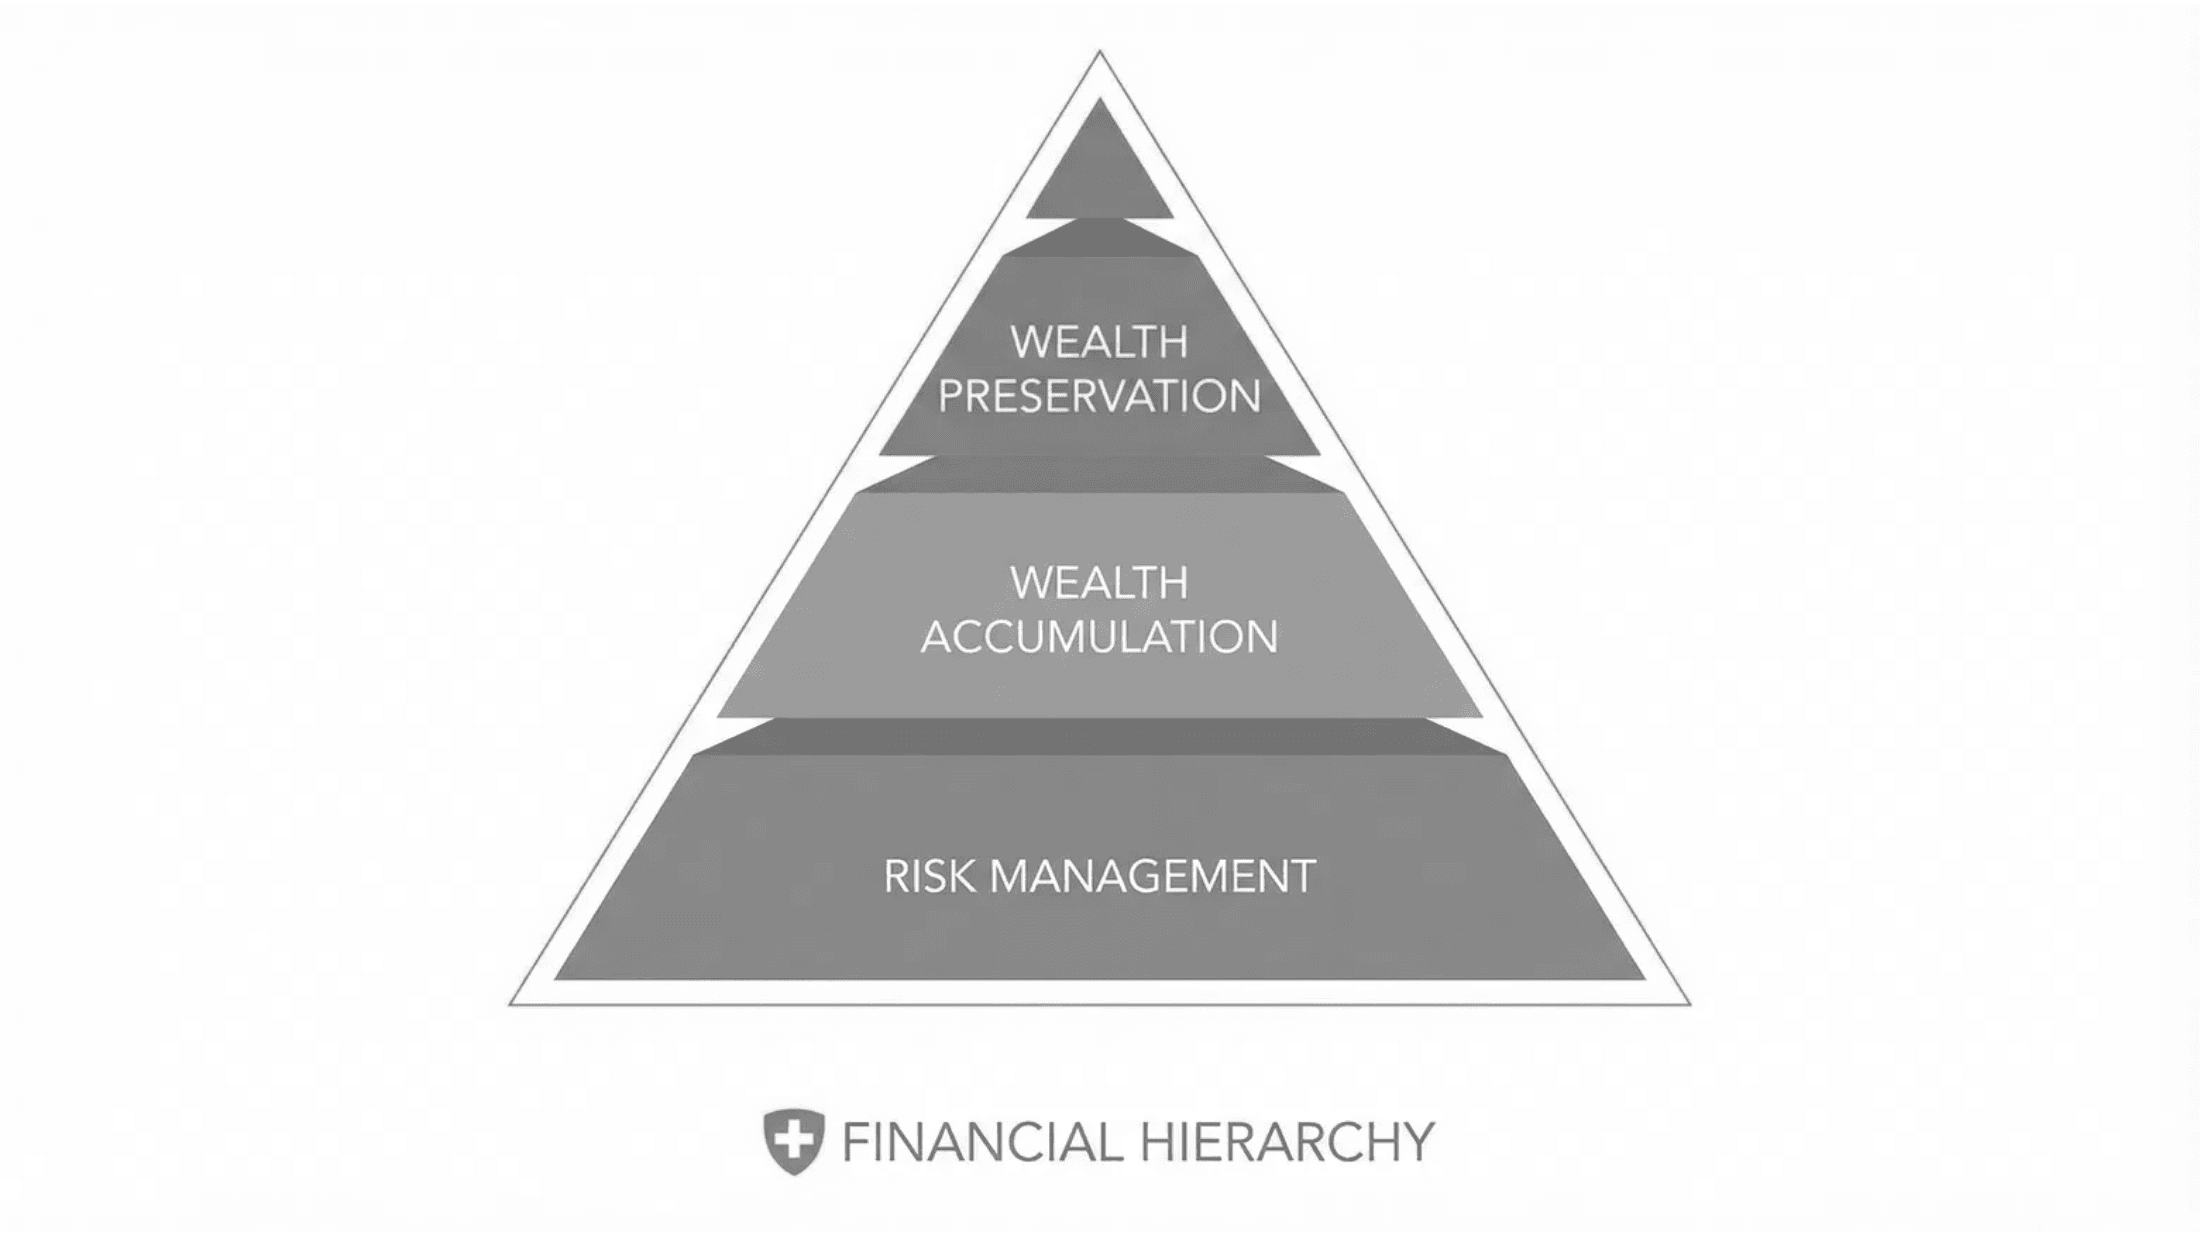 WEALTH
PRESERVATION
WEALTH
ACCUMULATION
RISK MANAGEMENT
FINANCIAL HIERARCHY